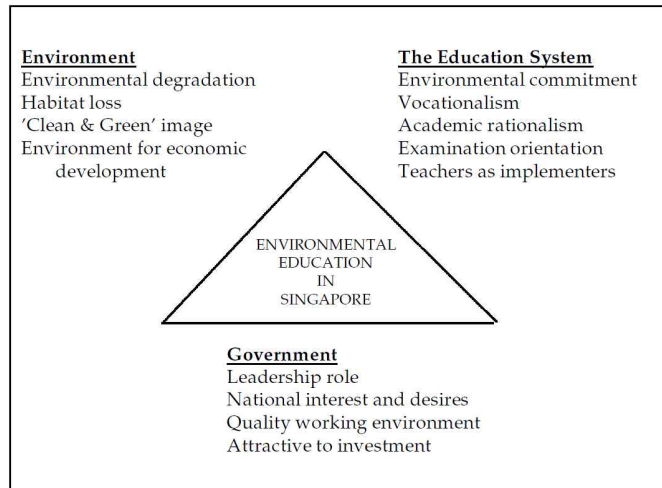 Environment
Environmental degradation
Habitat loss
'Clean & Green' image
Environment for economic
development
The Education System
Environmental commitment
Vocationalism
Academic rationalism
Examination orientation
Teachers as implementers
ENVIRONMENTAL
EDUCATION
IN
SINGAPORE
Government
Leadership role
National interest and desires
Quality working environment
Attractive to investment